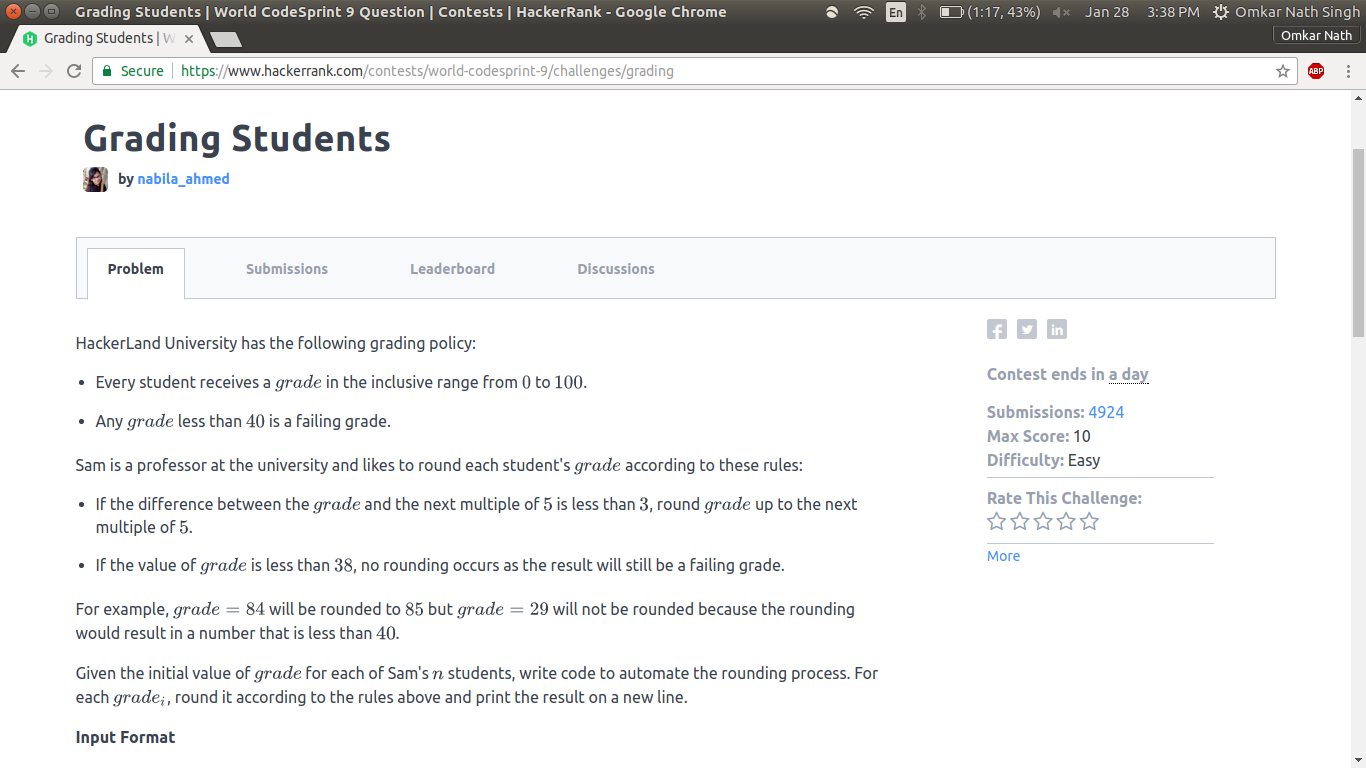 Grading Students | World CodeSprint 9 Question | Contests | HackerRank - Google Chrome
En
(1:17, 43%)
Jan 28
3:38 PM
Omkar Nath Singh
Grading Students | W
Omkar Nath
Secure
https://www.hackerrank.com/contests/world-codesprint-9/challenges/grading
ABP
Grading Students
by nabila_ahmed
Problem
Submissions
Leaderboard
Discussions
HackerLand University has the following grading policy:
• Every student receives a grade in the inclusive range from 0 to 100.
• Any grade less than 40 is a failing grade.
Sam is a professor at the university and likes to round each student's grade according to these rules:
• If the difference between the grade and the next multiple of 5 is less than 3, round grade up to the next
multiple of 5.
• If the value of grade is less than 38, no rounding occurs as the result will still be a failing grade.
For example, grade = 84 will be rounded to 85 but grade = 29 will not be rounded because the rounding
would result in a number that is less than 40.
Given the initial value of grade for each of Sam's n students, write code to automate the rounding process. For
each gradeᵢ, round it according to the rules above and print the result on a new line.
Input Format
Contest ends in a day
Submissions: 4924
Max Score: 10
Difficulty: Easy
Rate This Challenge:
More